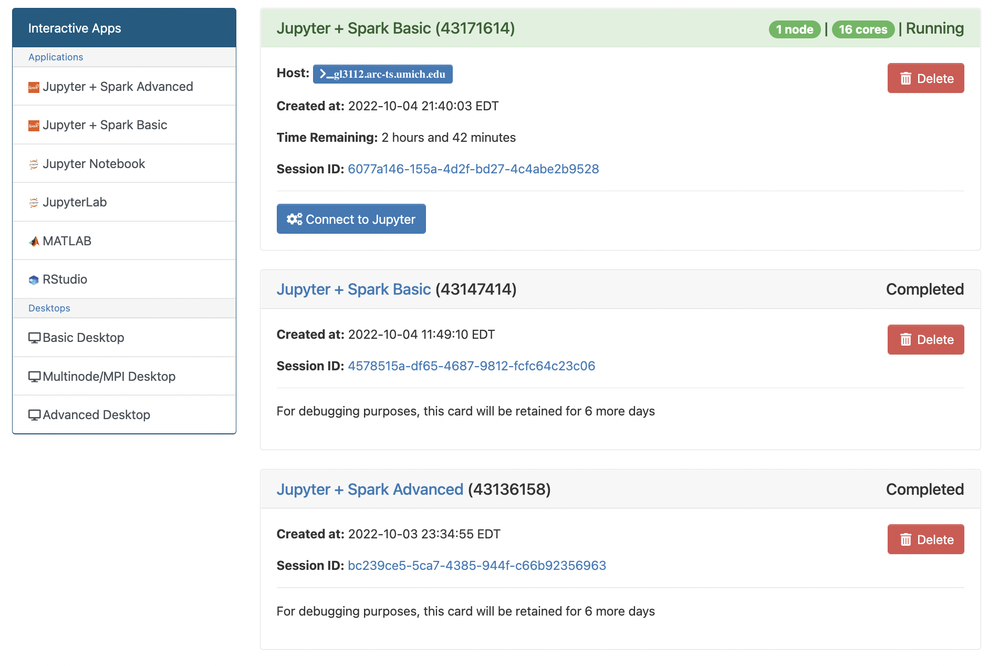 Interactive Apps
Applications
Jupyter + Spark Advanced
Jupyter + Spark Basic
Jupyter Notebook
JupyterLab
MATLAB
RStudio
Desktops
Basic Desktop
Multinode/MPI Desktop
Advanced Desktop
Jupyter + Spark Basic (43171614) 1 node | 16 cores | Running
Host: >_gl3112.arc-ts.umich.edu
Delete
Created at: 2022-10-04 21:40:03 EDT
Time Remaining: 2 hours and 42 minutes
Session ID: 6077a146-155a-4d2f-bd27-4c4abe2b9528
Connect to Jupyter
Jupyter + Spark Basic (43147414) Completed
Created at: 2022-10-04 11:49:10 EDT
Delete
Session ID: 4578515a-df65-4687-9812-fcfc64c23c06
For debugging purposes, this card will be retained for 6 more days
Jupyter + Spark Advanced (43136158) Completed
Created at: 2022-10-03 23:34:55 EDT
Delete
Session ID: bc239ce5-5ca7-4385-944f-c66b92356963
For debugging purposes, this card will be retained for 6 more days